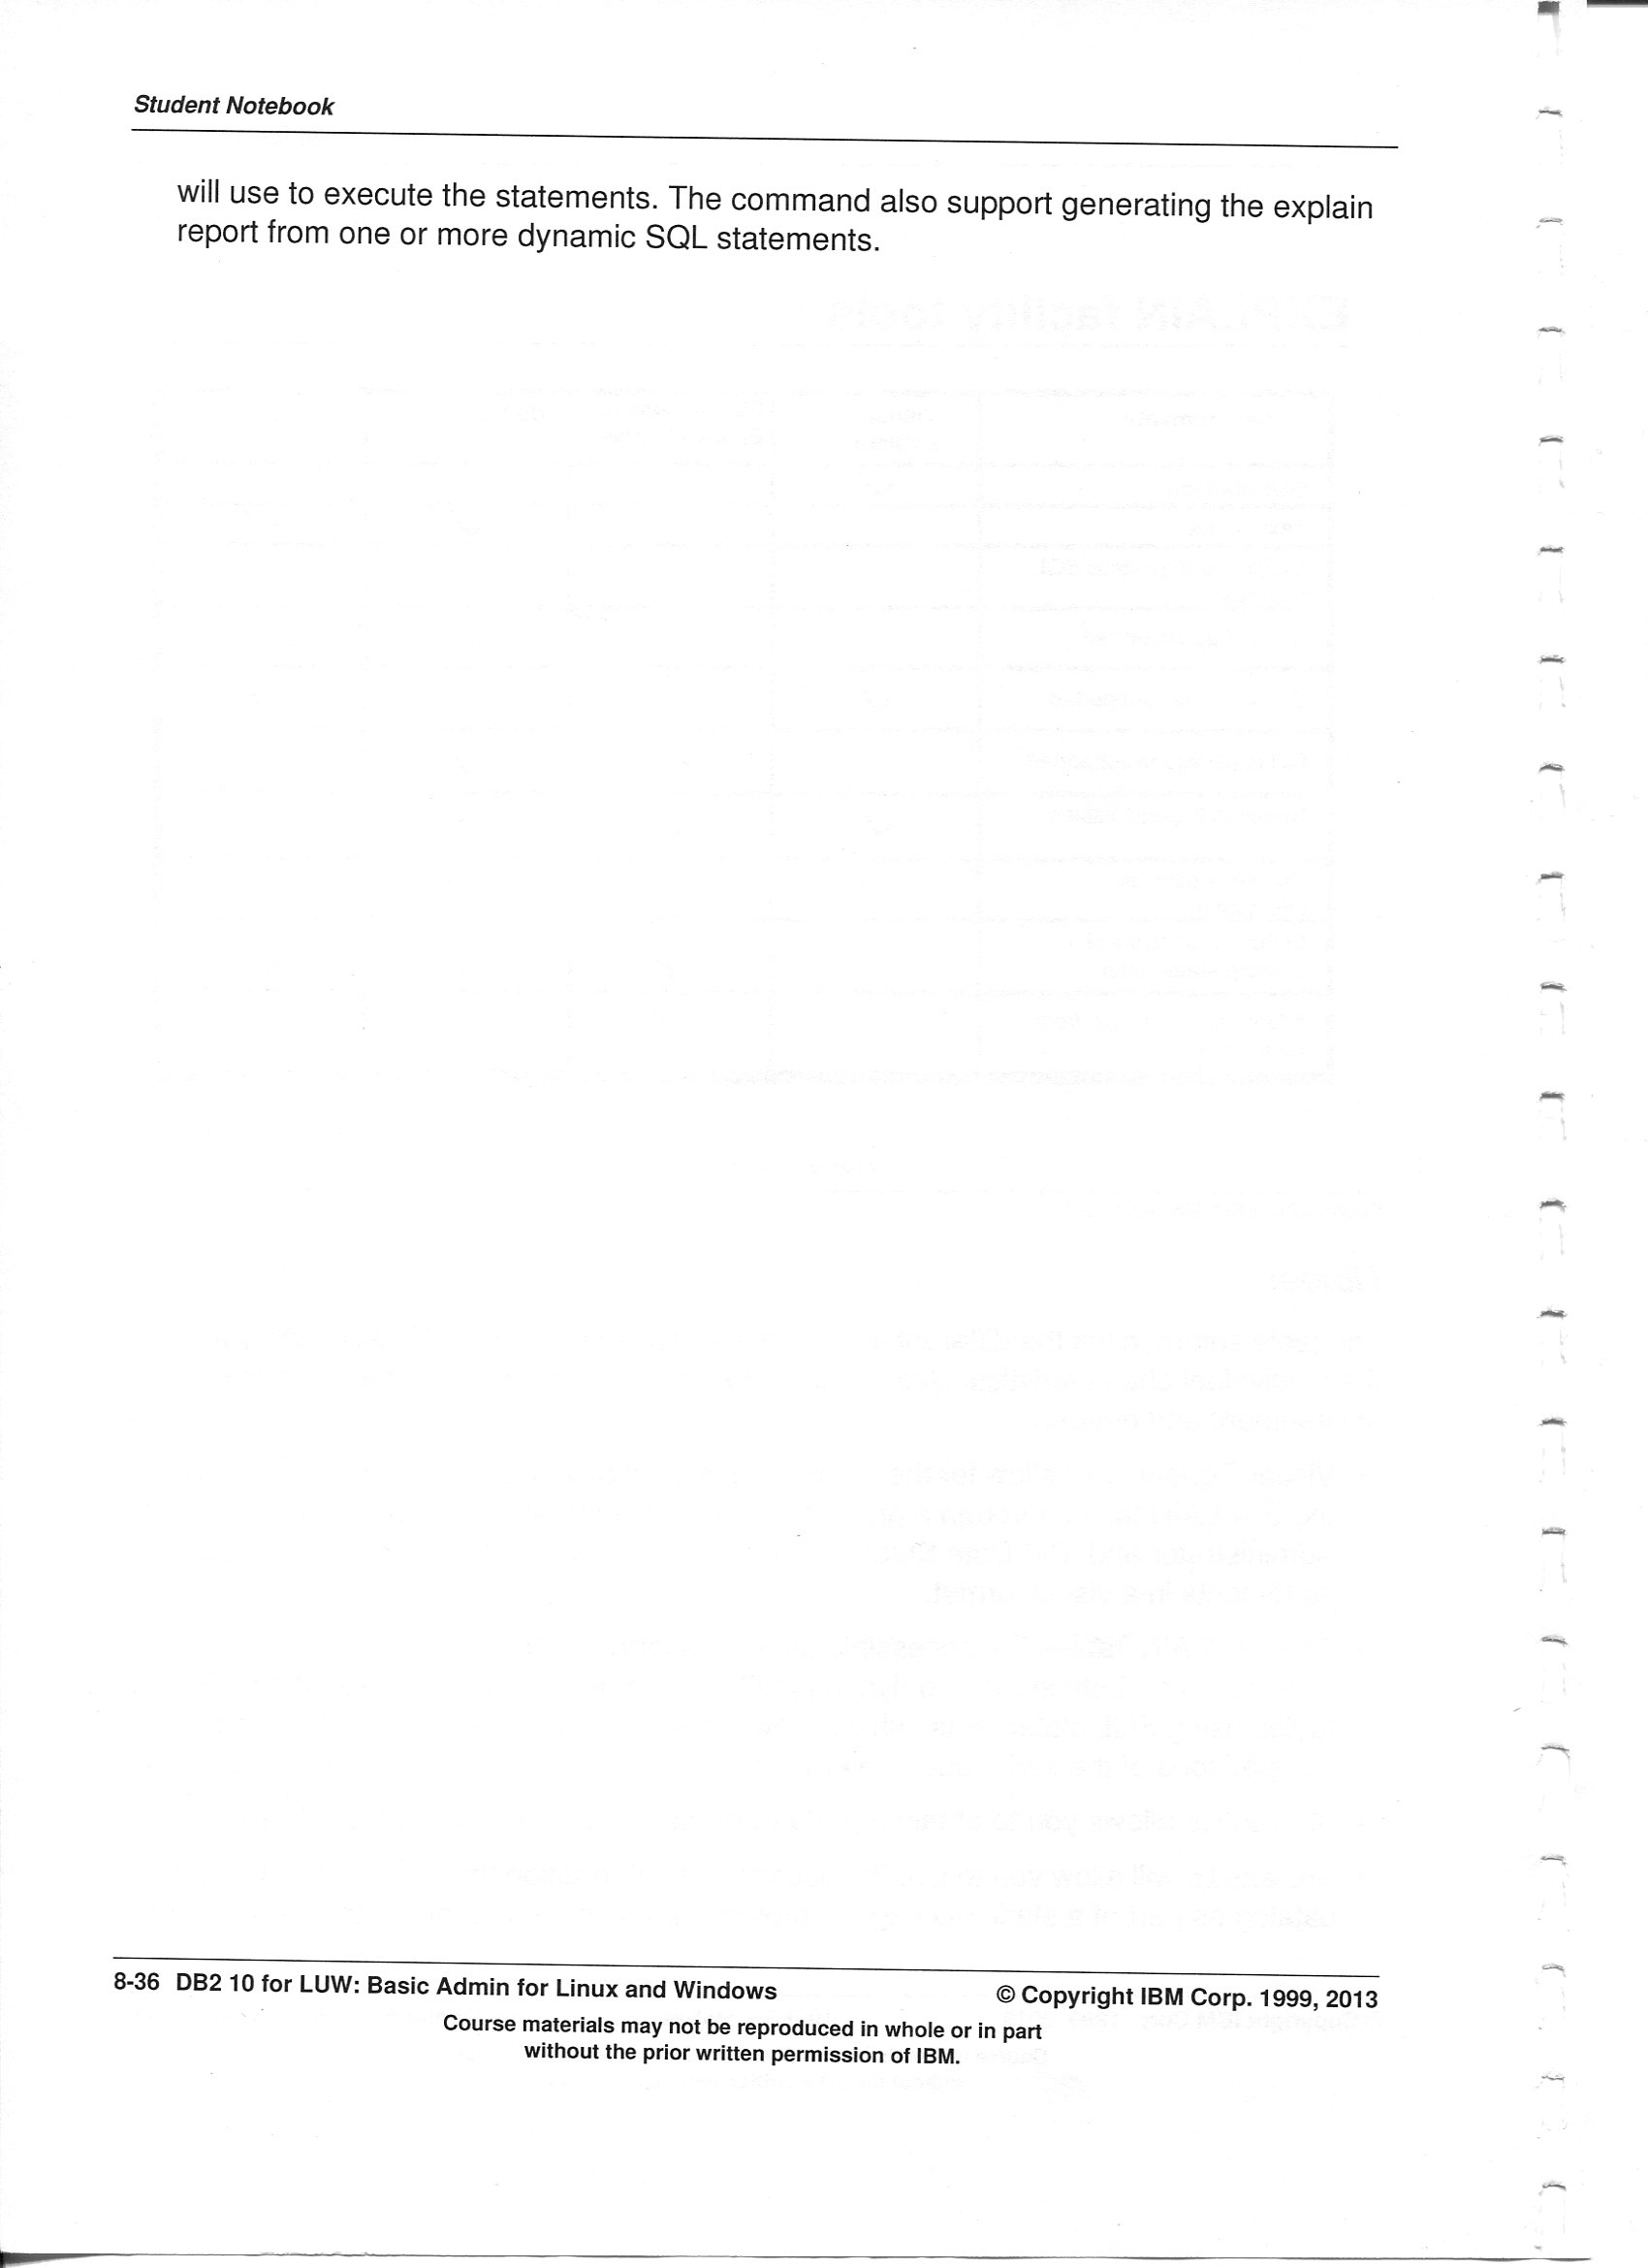 Student Notebook
will use to execute the statements. The command also support generating the explain
report from one or more dynamic SQL statements.
8-36 DB2 10 for LUW: Basic Admin for Linux and Windows © Copyright IBM Corp. 1999, 2013
Course materials may not be reproduced in whole or in part
without the prior written permission of IBM.